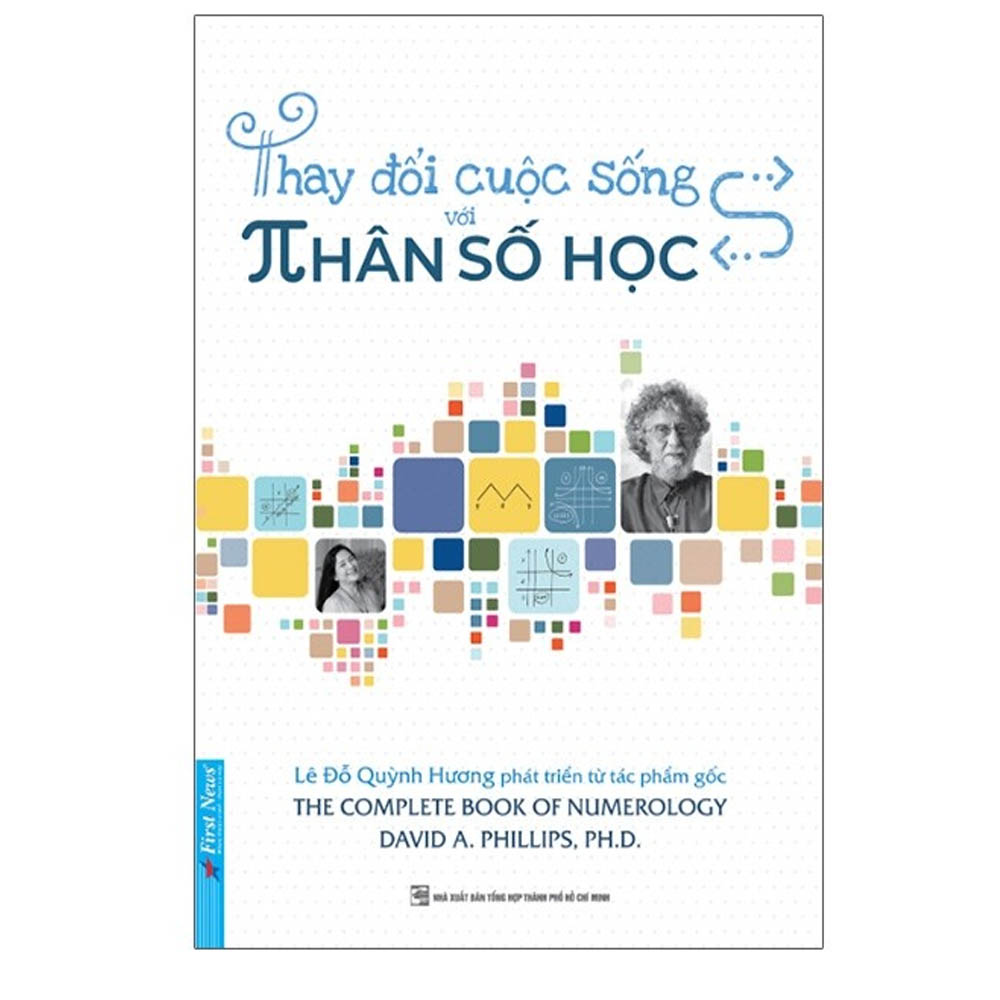 Thay đổi cuộc sống
với
πHÂN SỐ HỌC
Lê Đỗ Quỳnh Hương phát triển từ tác phẩm gốc
THE COMPLETE BOOK OF NUMEROLOGY
DAVID A. PHILLIPS, PH.D.
NHÀ XUẤT BẢN TỔNG HỢP THÀNH PHỐ HỒ CHÍ MINH
First News